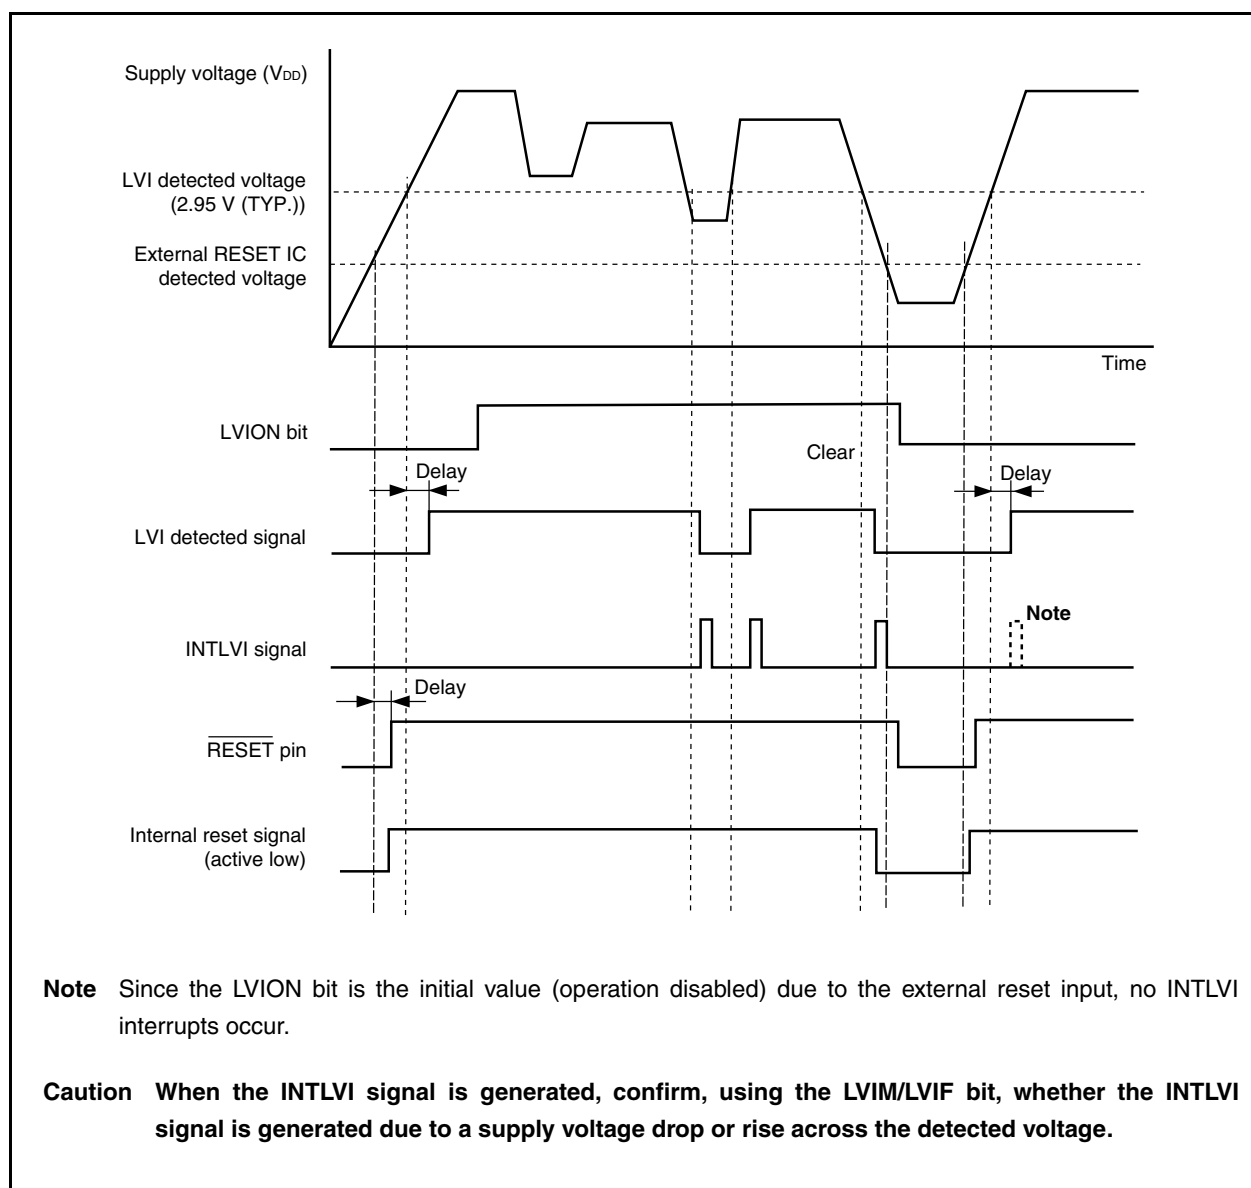 Supply voltage (VDD)
LVI detected voltage
(2.95 V (TYP.))
External RESET IC
detected voltage
Time
LVION bit
Clear
Delay
Delay
LVI detected signal
Note
INTLVI signal
Delay
RESET pin
Internal reset signal
(active low)
Note Since the LVION bit is the initial value (operation disabled) due to the external reset input, no INTLVI
interrupts occur.
Caution When the INTLVI signal is generated, confirm, using the LVIM/LVIF bit, whether the INTLVI
signal is generated due to a supply voltage drop or rise across the detected voltage.